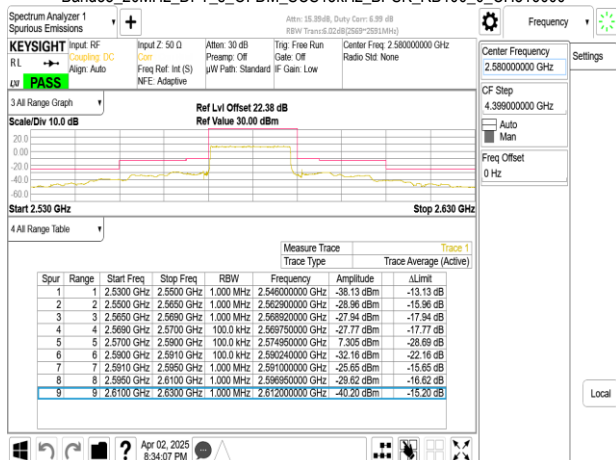 Spectrum Analyzer 1
Spurious Emissions
Attn: 15.39dB, Duty Corr: 6.99 dB
RBW Trans:6.02dB(2569~2591MHz)
Frequency
KEYSIGHT Input: RF
Input Z: 50 Ω
Atten: 30 dB
Trig: Free Run
Center Freq: 2.580000000 GHz
RL
Coupling: DC
Corr
Preamp: Off
Gate: Off
Radio Std: None
Align: Auto
Freq Ref: Int (S)
µW Path: Standard
IF Gain: Low
NFE: Adaptive
LXI PASS
Center Frequency
2.580000000 GHz
Settings
CF Step
4.399000000 GHz
Auto
Man
Freq Offset
0 Hz
3 All Range Graph
Scale/Div 10.0 dB
Ref Lvl Offset 22.38 dB
Ref Value 30.00 dBm
20.0
0.00
-20.0
-40.0
-60.0
Start 2.530 GHz
Stop 2.630 GHz
4 All Range Table
Measure Trace Trace 1
Trace Type Trace Average (Active)
Spur Range Start Freq Stop Freq RBW Frequency Amplitude ΔLimit
1 1 2.5300 GHz 2.5500 GHz 1.000 MHz 2.546000000 GHz -38.13 dBm -13.13 dB
2 2 2.5500 GHz 2.5650 GHz 1.000 MHz 2.562900000 GHz -28.96 dBm -15.96 dB
3 3 2.5650 GHz 2.5690 GHz 1.000 MHz 2.568920000 GHz -27.94 dBm -17.94 dB
4 4 2.5690 GHz 2.5700 GHz 100.0 kHz 2.569750000 GHz -27.77 dBm -17.77 dB
5 5 2.5700 GHz 2.5900 GHz 100.0 kHz 2.574950000 GHz 7.305 dBm -28.69 dB
6 6 2.5900 GHz 2.5910 GHz 100.0 kHz 2.590240000 GHz -32.16 dBm -22.16 dB
7 7 2.5910 GHz 2.5950 GHz 1.000 MHz 2.591000000 GHz -25.65 dBm -15.65 dB
8 8 2.5950 GHz 2.6100 GHz 1.000 MHz 2.596950000 GHz -29.62 dBm -16.62 dB
9 9 2.6100 GHz 2.6300 GHz 1.000 MHz 2.612000000 GHz -40.20 dBm -15.20 dB
Local
Apr 02, 2025
8:34:07 PM